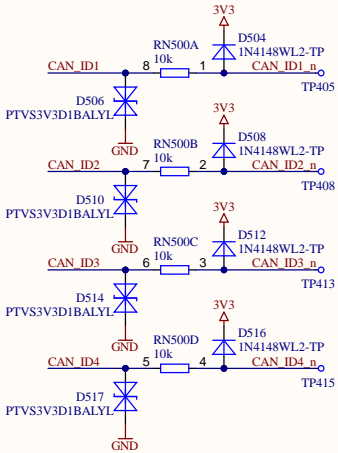 3V3
RN500A
10k
D504
1N4148WL2-TP
CAN_ID1
8
1
CAN_ID1_n
TP405
D506
PTVS3V3D1BALYL
GND
3V3
RN500B
10k
D508
1N4148WL2-TP
CAN_ID2
7
2
CAN_ID2_n
TP408
D510
PTVS3V3D1BALYL
GND
3V3
RN500C
10k
D512
1N4148WL2-TP
CAN_ID3
6
3
CAN_ID3_n
TP413
D514
PTVS3V3D1BALYL
GND
3V3
RN500D
10k
D516
1N4148WL2-TP
CAN_ID4
5
4
CAN_ID4_n
TP415
D517
PTVS3V3D1BALYL
GND